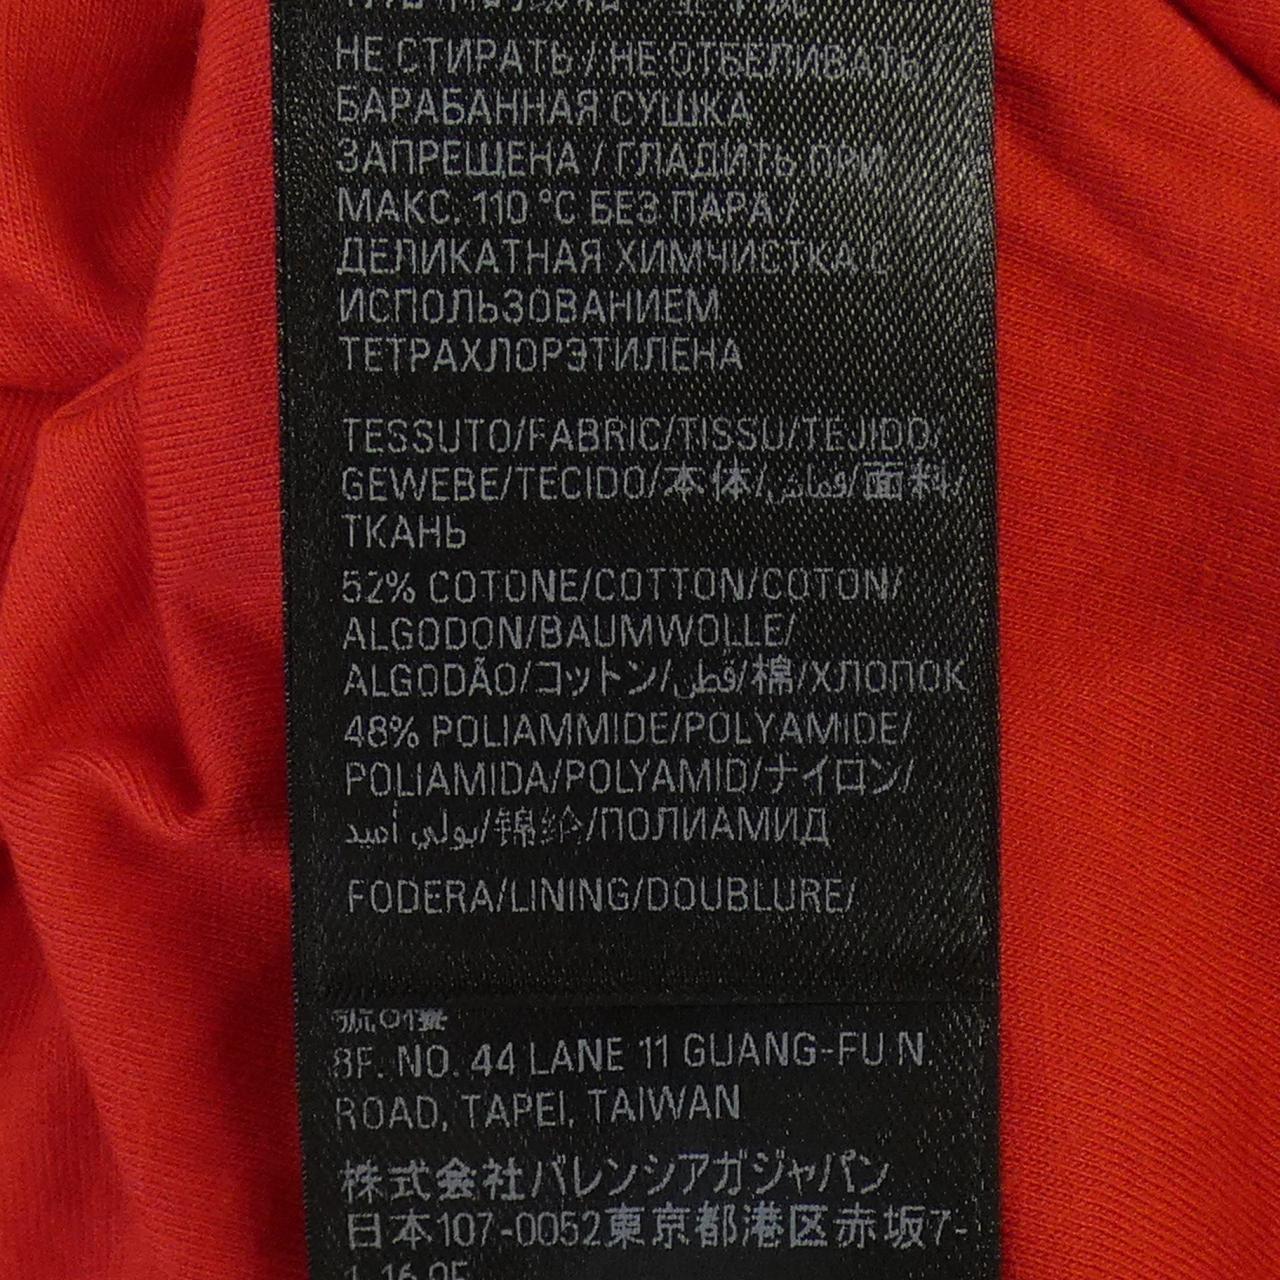 НЕ СТИРАТЬ / НЕ ОТБЕЛИВАТЬ /
БАРАБАННАЯ СУШКА
ЗАПРЕЩЕНА / ГЛАДИТЬ ПРИ
МАКС. 110 °C БЕЗ ПАРА /
ДЕЛИКАТНАЯ ХИМЧИСТКА С
ИСПОЛЬЗОВАНИЕМ
ТЕТРАХЛОРЭТИЛЕНА
TESSUTO/FABRIC/TISSU/TEJIDO/
GEWEBE/TECIDO/本体/قماش/面料/
ТКАНЬ
52% COTONE/COTTON/COTON/
ALGODON/BAUMWOLLE/
ALGODÃO/コットン/قطن/棉/ХЛОПОК
48% POLIAMMIDE/POLYAMIDE/
POLIAMIDA/POLYAMID/ナイロン/
بولي أميد/锦纶/ПОЛИАМИД
FODERA/LINING/DOUBLURE/
8F. NO. 44 LANE 11 GUANG-FU N.
ROAD, TAPEI, TAIWAN
株式会社バレンシアガジャパン
日本107-0052東京都港区赤坂7-